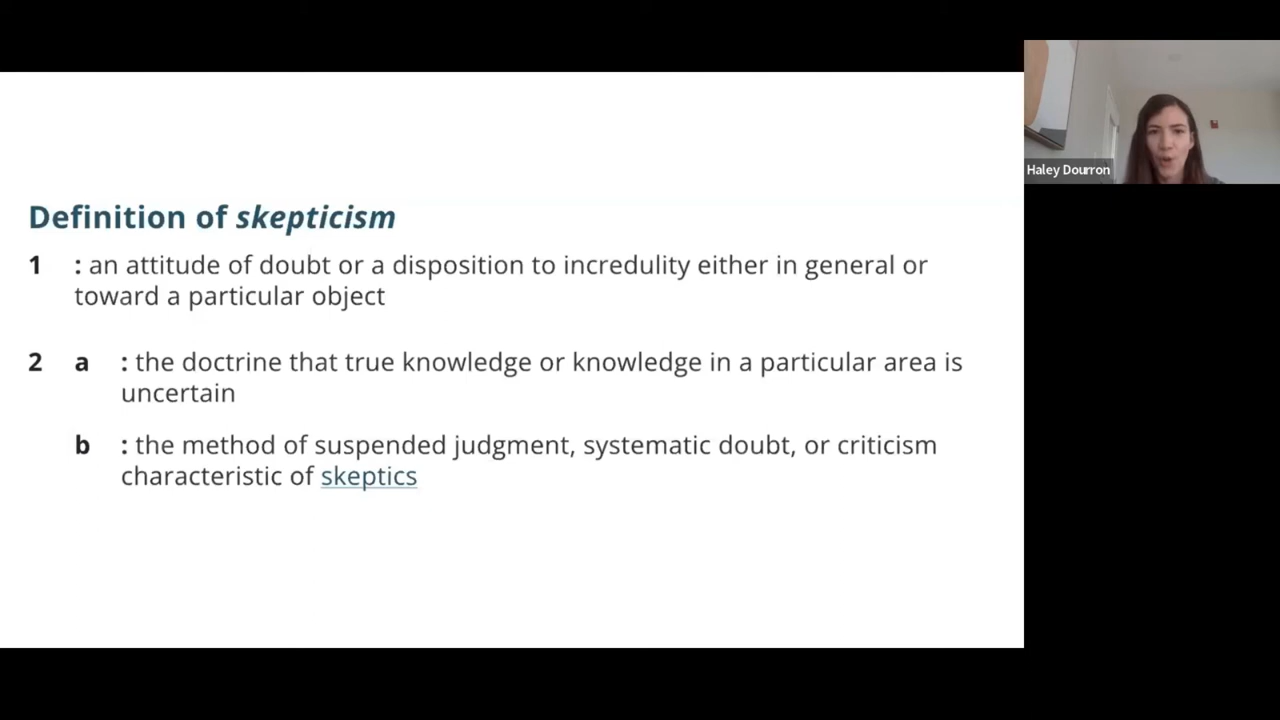 Haley Dourron
Definition of skepticism
1 : an attitude of doubt or a disposition to incredulity either in general or
toward a particular object
2 a : the doctrine that true knowledge or knowledge in a particular area is
uncertain
b : the method of suspended judgment, systematic doubt, or criticism
characteristic of skeptics